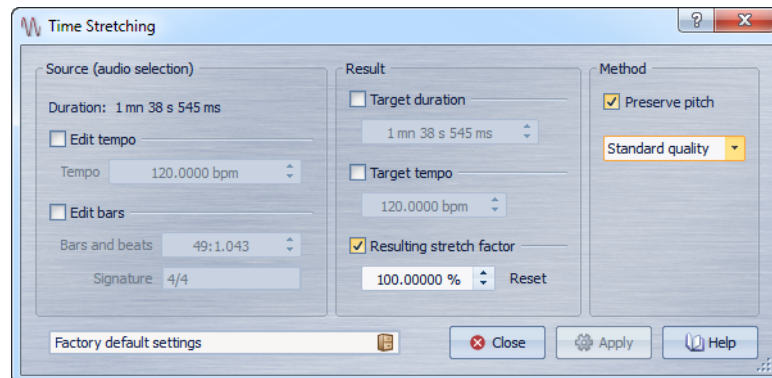 Time Stretching
Source (audio selection)
Duration: 1 mn 38 s 545 ms
Edit tempo
Tempo 120.0000 bpm
Edit bars
Bars and beats 49:1.043
Signature 4/4
Result
Target duration
1 mn 38 s 545 ms
Target tempo
120.0000 bpm
Resulting stretch factor
100.00000 % Reset
Method
Preserve pitch
Standard quality
Factory default settings
Close Apply Help